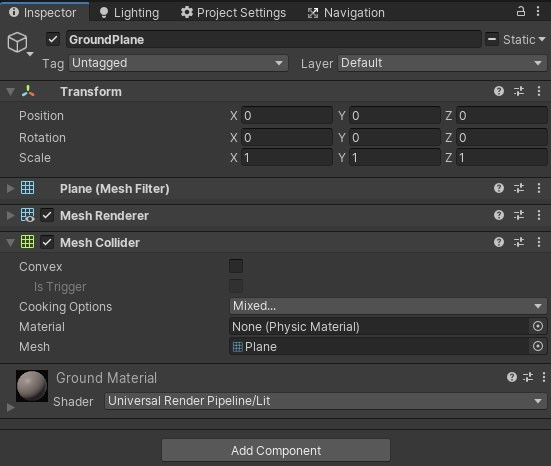 Inspector Lighting Project Settings Navigation
GroundPlane Static
Tag Untagged Layer Default
Transform
Position X 0 Y 0 Z 0
Rotation X 0 Y 0 Z 0
Scale X 1 Y 1 Z 1
Plane (Mesh Filter)
Mesh Renderer
Mesh Collider
Convex
Is Trigger
Cooking Options Mixed...
Material None (Physic Material)
Mesh Plane
Ground Material
Shader Universal Render Pipeline/Lit
Add Component